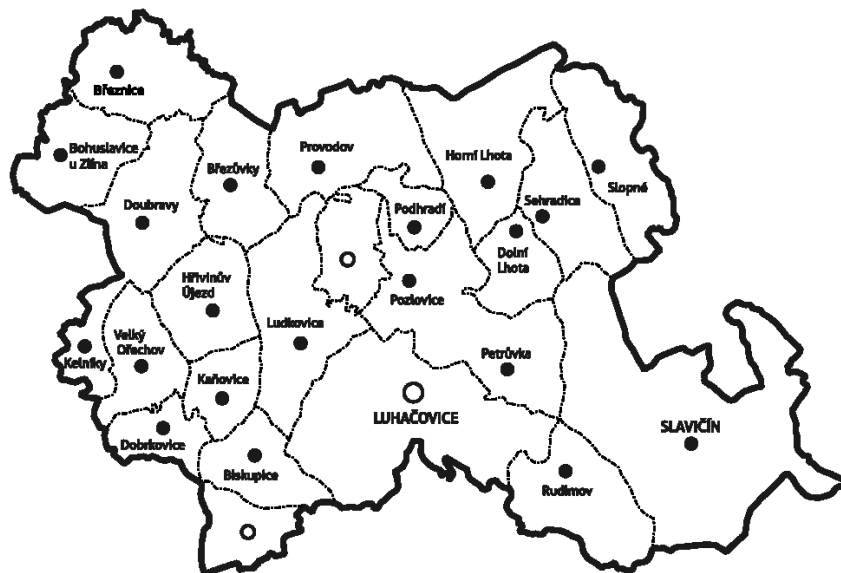 Březnice
Bohuslavice
u Zlína
Březůvky
Provodov
Horní Lhota
Slopné
Doubravy
Podhradí
Sehradice
Dolní
Lhota
Hřivinův
Újezd
Pozlovice
Ludkovice
Velký
Ořechov
Kelníky
Petrůvka
Kaňovice
LUHAČOVICE
SLAVIČÍN
Dobrkovice
Biskupice
Rudimov